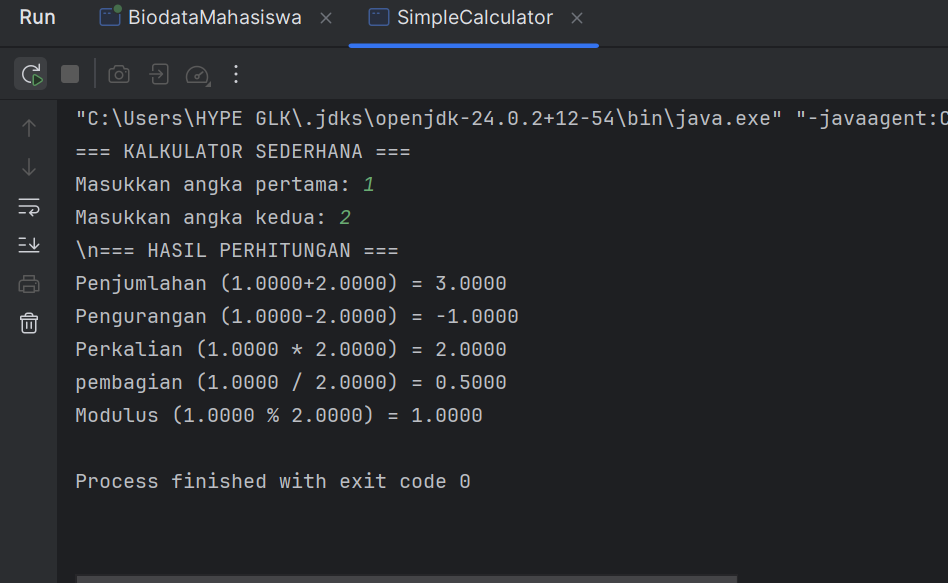 Run BiodataMahasiswa SimpleCalculator
"C:\Users\HYPE GLK\.jdks\openjdk-24.0.2+12-54\bin\java.exe" "-javaagent:
=== KALKULATOR SEDERHANA ===
Masukkan angka pertama: 1
Masukkan angka kedua: 2
\n=== HASIL PERHITUNGAN ===
Penjumlahan (1.0000+2.0000) = 3.0000
Pengurangan (1.0000-2.0000) = -1.0000
Perkalian (1.0000 * 2.0000) = 2.0000
pembagian (1.0000 / 2.0000) = 0.5000
Modulus (1.0000 % 2.0000) = 1.0000
Process finished with exit code 0